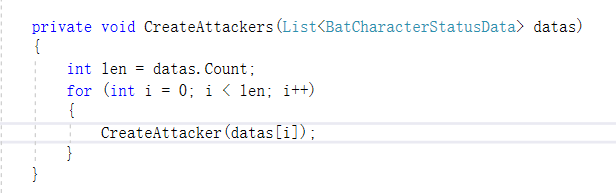 private void CreateAttackers(List<BatCharacterStatusData> datas)
{
int len = datas.Count;
for (int i = 0; i < len; i++)
{
CreateAttacker(datas[i]);
}
}